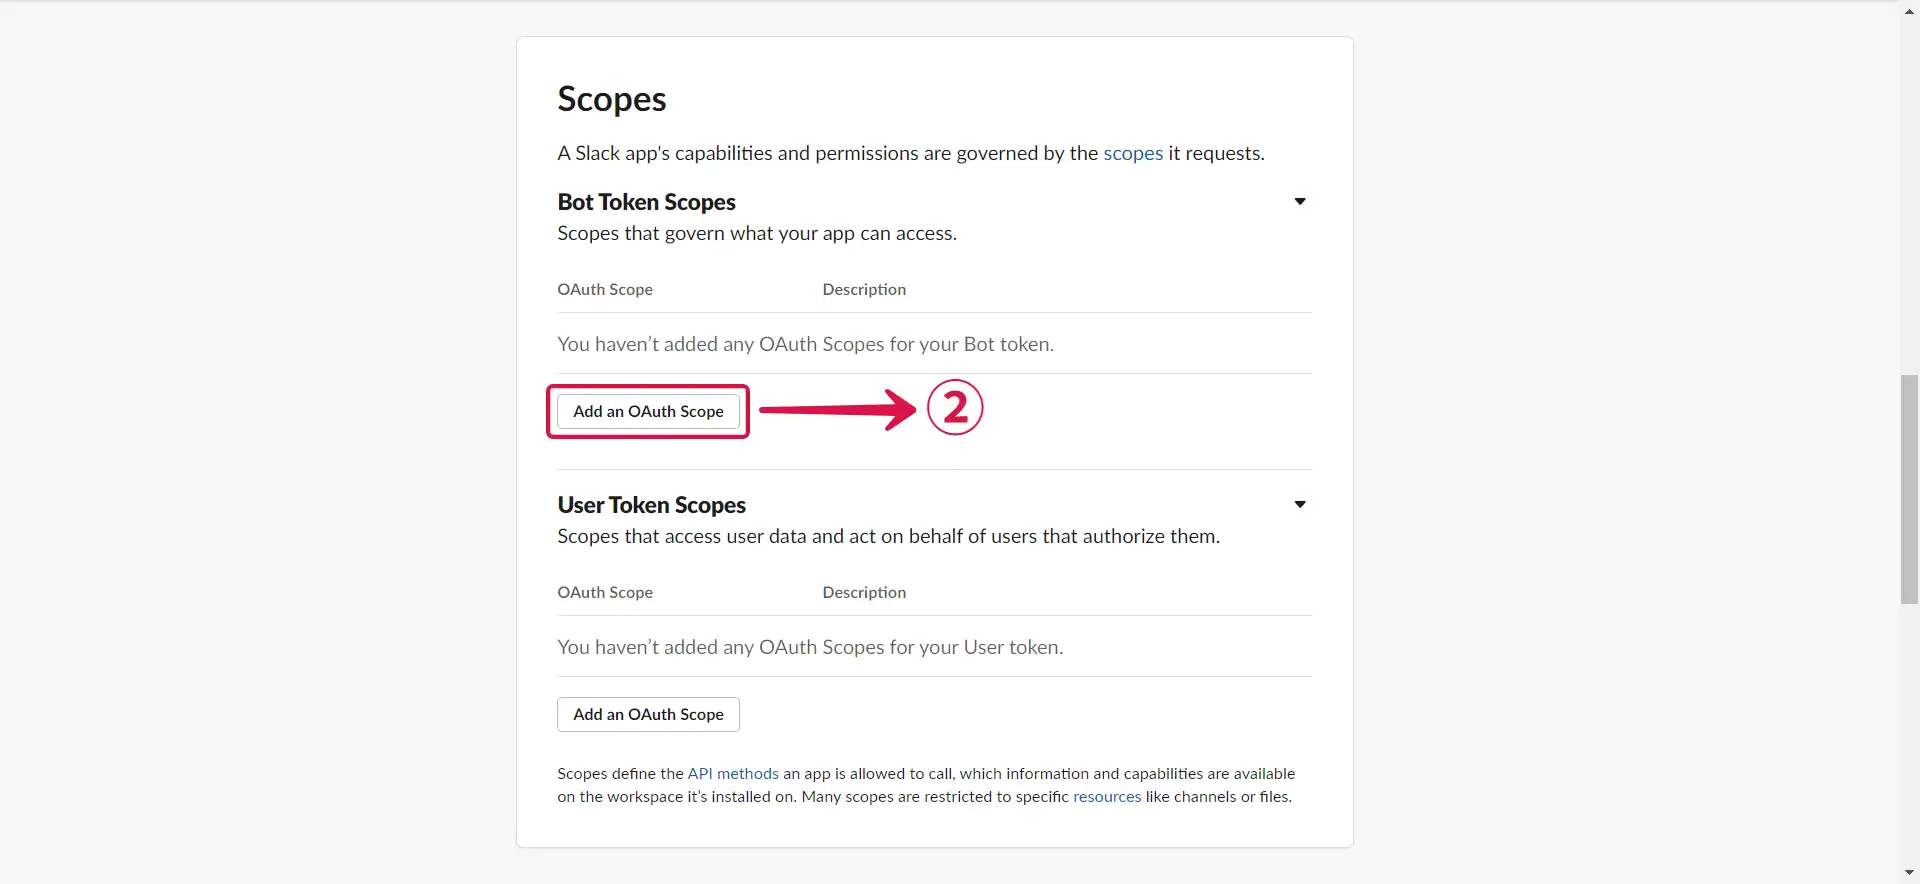 Scopes
A Slack app's capabilities and permissions are governed by the scopes it requests.
Bot Token Scopes
Scopes that govern what your app can access.
OAuth Scope Description
You haven’t added any OAuth Scopes for your Bot token.
Add an OAuth Scope 2
User Token Scopes
Scopes that access user data and act on behalf of users that authorize them.
OAuth Scope Description
You haven’t added any OAuth Scopes for your User token.
Add an OAuth Scope
Scopes define the API methods an app is allowed to call, which information and capabilities are available
on the workspace it’s installed on. Many scopes are restricted to specific resources like channels or files.